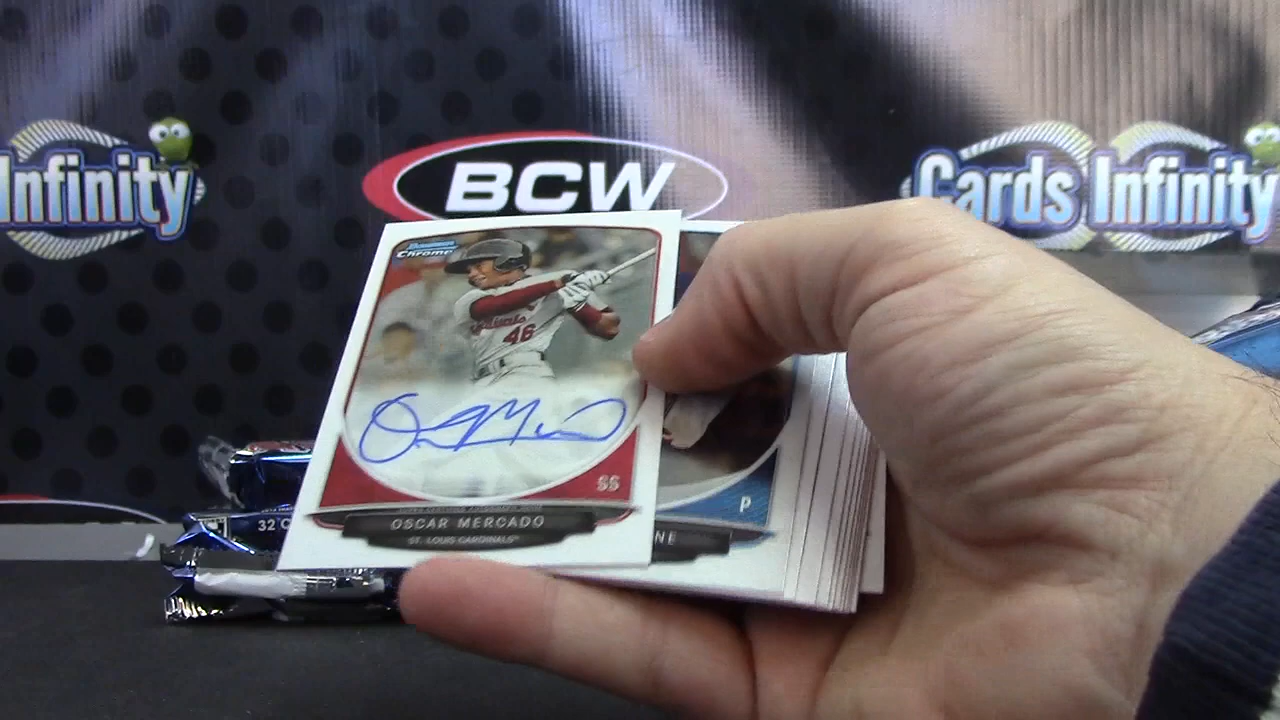 Infinity
BCW
Cards Infinity
Bowman
Chrome
46
SS
OSCAR MERCADO
ST. LOUIS CARDINALS
P
NE
32 C